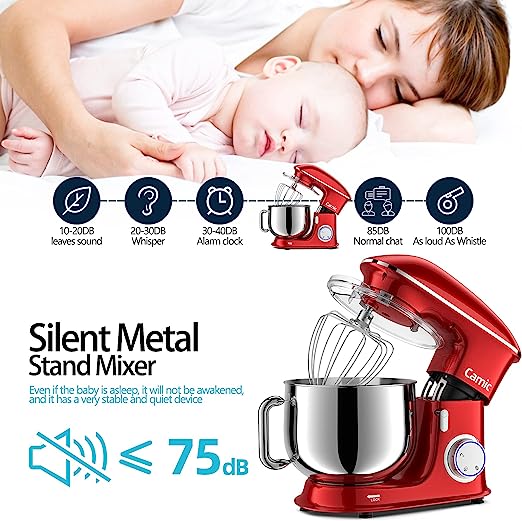 10-20DB
leaves sound
20-30DB
Whisper
30-40DB
Alarm clock
Camic
85DB
Normal chat
100DB
As loud As Whistle
Silent Metal
Stand Mixer
Even if the baby is asleep, it will not be awakened,
and it has a very stable and quiet device
≤ 75dB
Camic